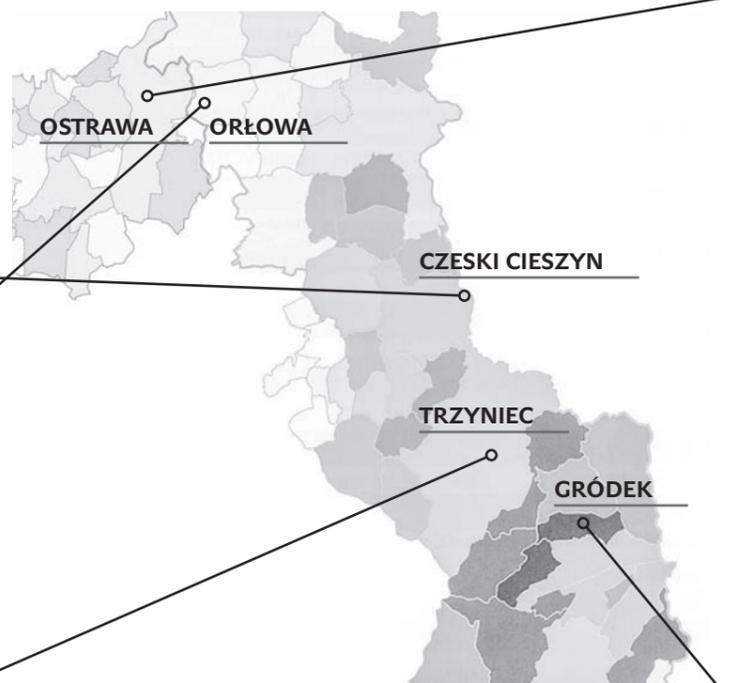 OSTRAWA
ORŁOWA
CZESKI CIESZYN
TRZYNIEC
GRÓDEK